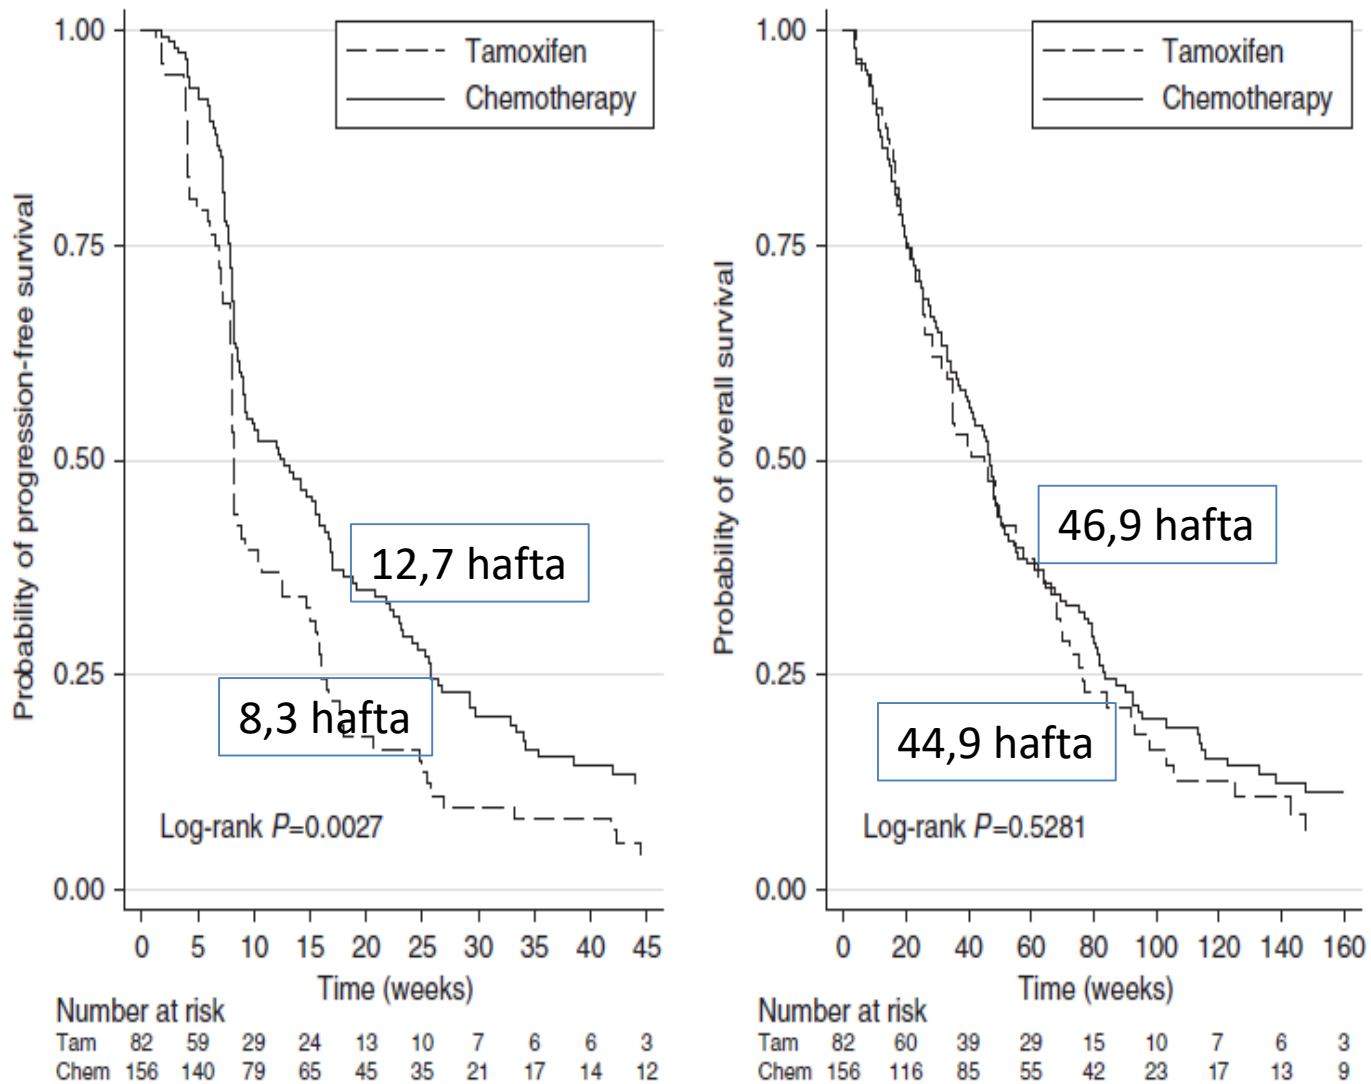 Probability of progression-free survival
1.00
0.75
0.50
0.25
0.00
Tamoxifen
Chemotherapy
12,7 hafta
8,3 hafta
Log-rank P=0.0027
0 5 10 15 20 25 30 35 40 45
Time (weeks)
Number at risk
Tam 82 59 29 24 13 10 7 6 6 3
Chem 156 140 79 65 45 35 21 17 14 12
Probability of overall survival
1.00
0.75
0.50
0.25
0.00
Tamoxifen
Chemotherapy
46,9 hafta
44,9 hafta
Log-rank P=0.5281
0 20 40 60 80 100 120 140 160
Time (weeks)
Number at risk
Tam 82 60 39 29 15 10 7 6 3
Chem 156 116 85 55 42 23 17 13 9